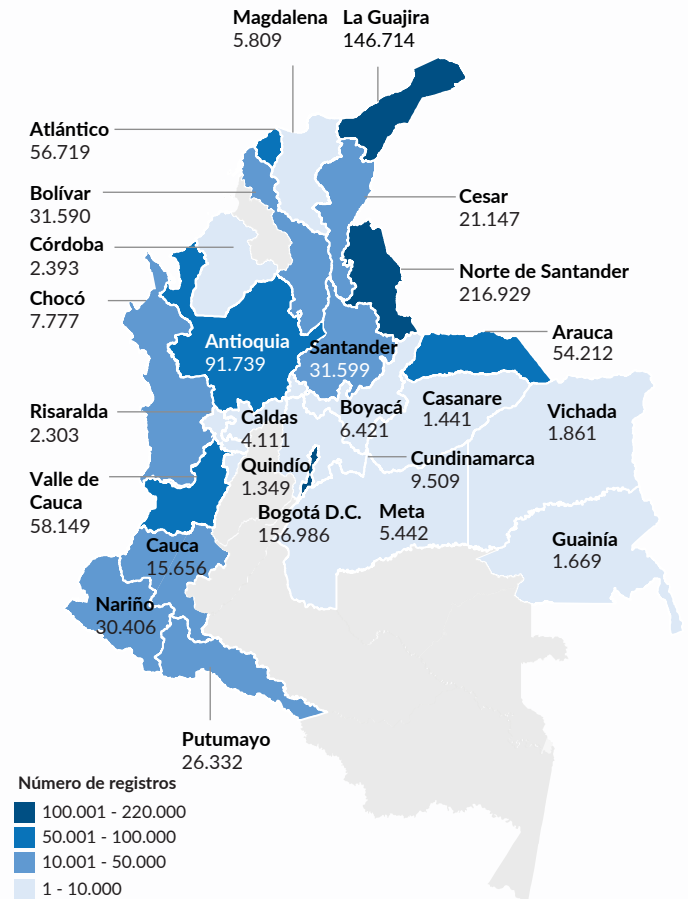 Magdalena
5.809
La Guajira
146.714
Atlántico
56.719
Bolívar
31.590
Cesar
21.147
Córdoba
2.393
Norte de Santander
216.929
Chocó
7.777
Arauca
54.212
Antioquia
91.739
Santander
31.599
Casanare
1.441
Vichada
1.861
Risaralda
2.303
Caldas
4.111
Boyacá
6.421
Quindío
1.349
Cundinamarca
9.509
Valle de
Cauca
58.149
Bogotá D.C.
156.986
Meta
5.442
Guainía
1.669
Cauca
15.656
Nariño
30.406
Putumayo
26.332
Número de registros
100.001 - 220.000
50.001 - 100.000
10.001 - 50.000
1 - 10.000